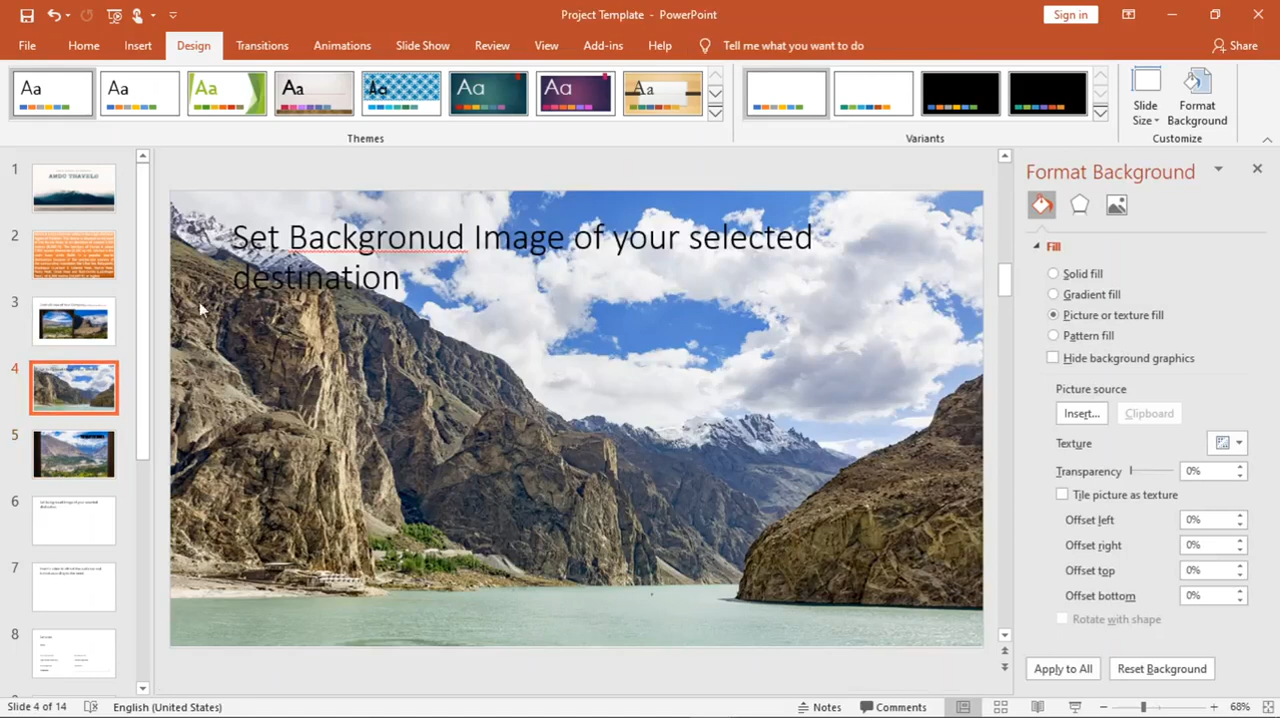 Project Template - PowerPoint
Sign in
File Home Insert Design Transitions Animations Slide Show Review View Add-ins Help Tell me what you want to do Share
Aa Aa Aa Aa Aa Aa Aa Aa
Slide Size
Format Background
Themes
Variants
Customize
1
2
3
4
5
6
7
8
Set Backgronud Image of your selected
destination
Format Background
Fill
Solid fill
Gradient fill
Picture or texture fill
Pattern fill
Hide background graphics
Picture source
Insert... Clipboard
Texture
Transparency 0%
Tile picture as texture
Offset left 0%
Offset right 0%
Offset top 0%
Offset bottom 0%
Rotate with shape
Apply to All Reset Background
Slide 4 of 14 English (United States) Notes Comments 68%